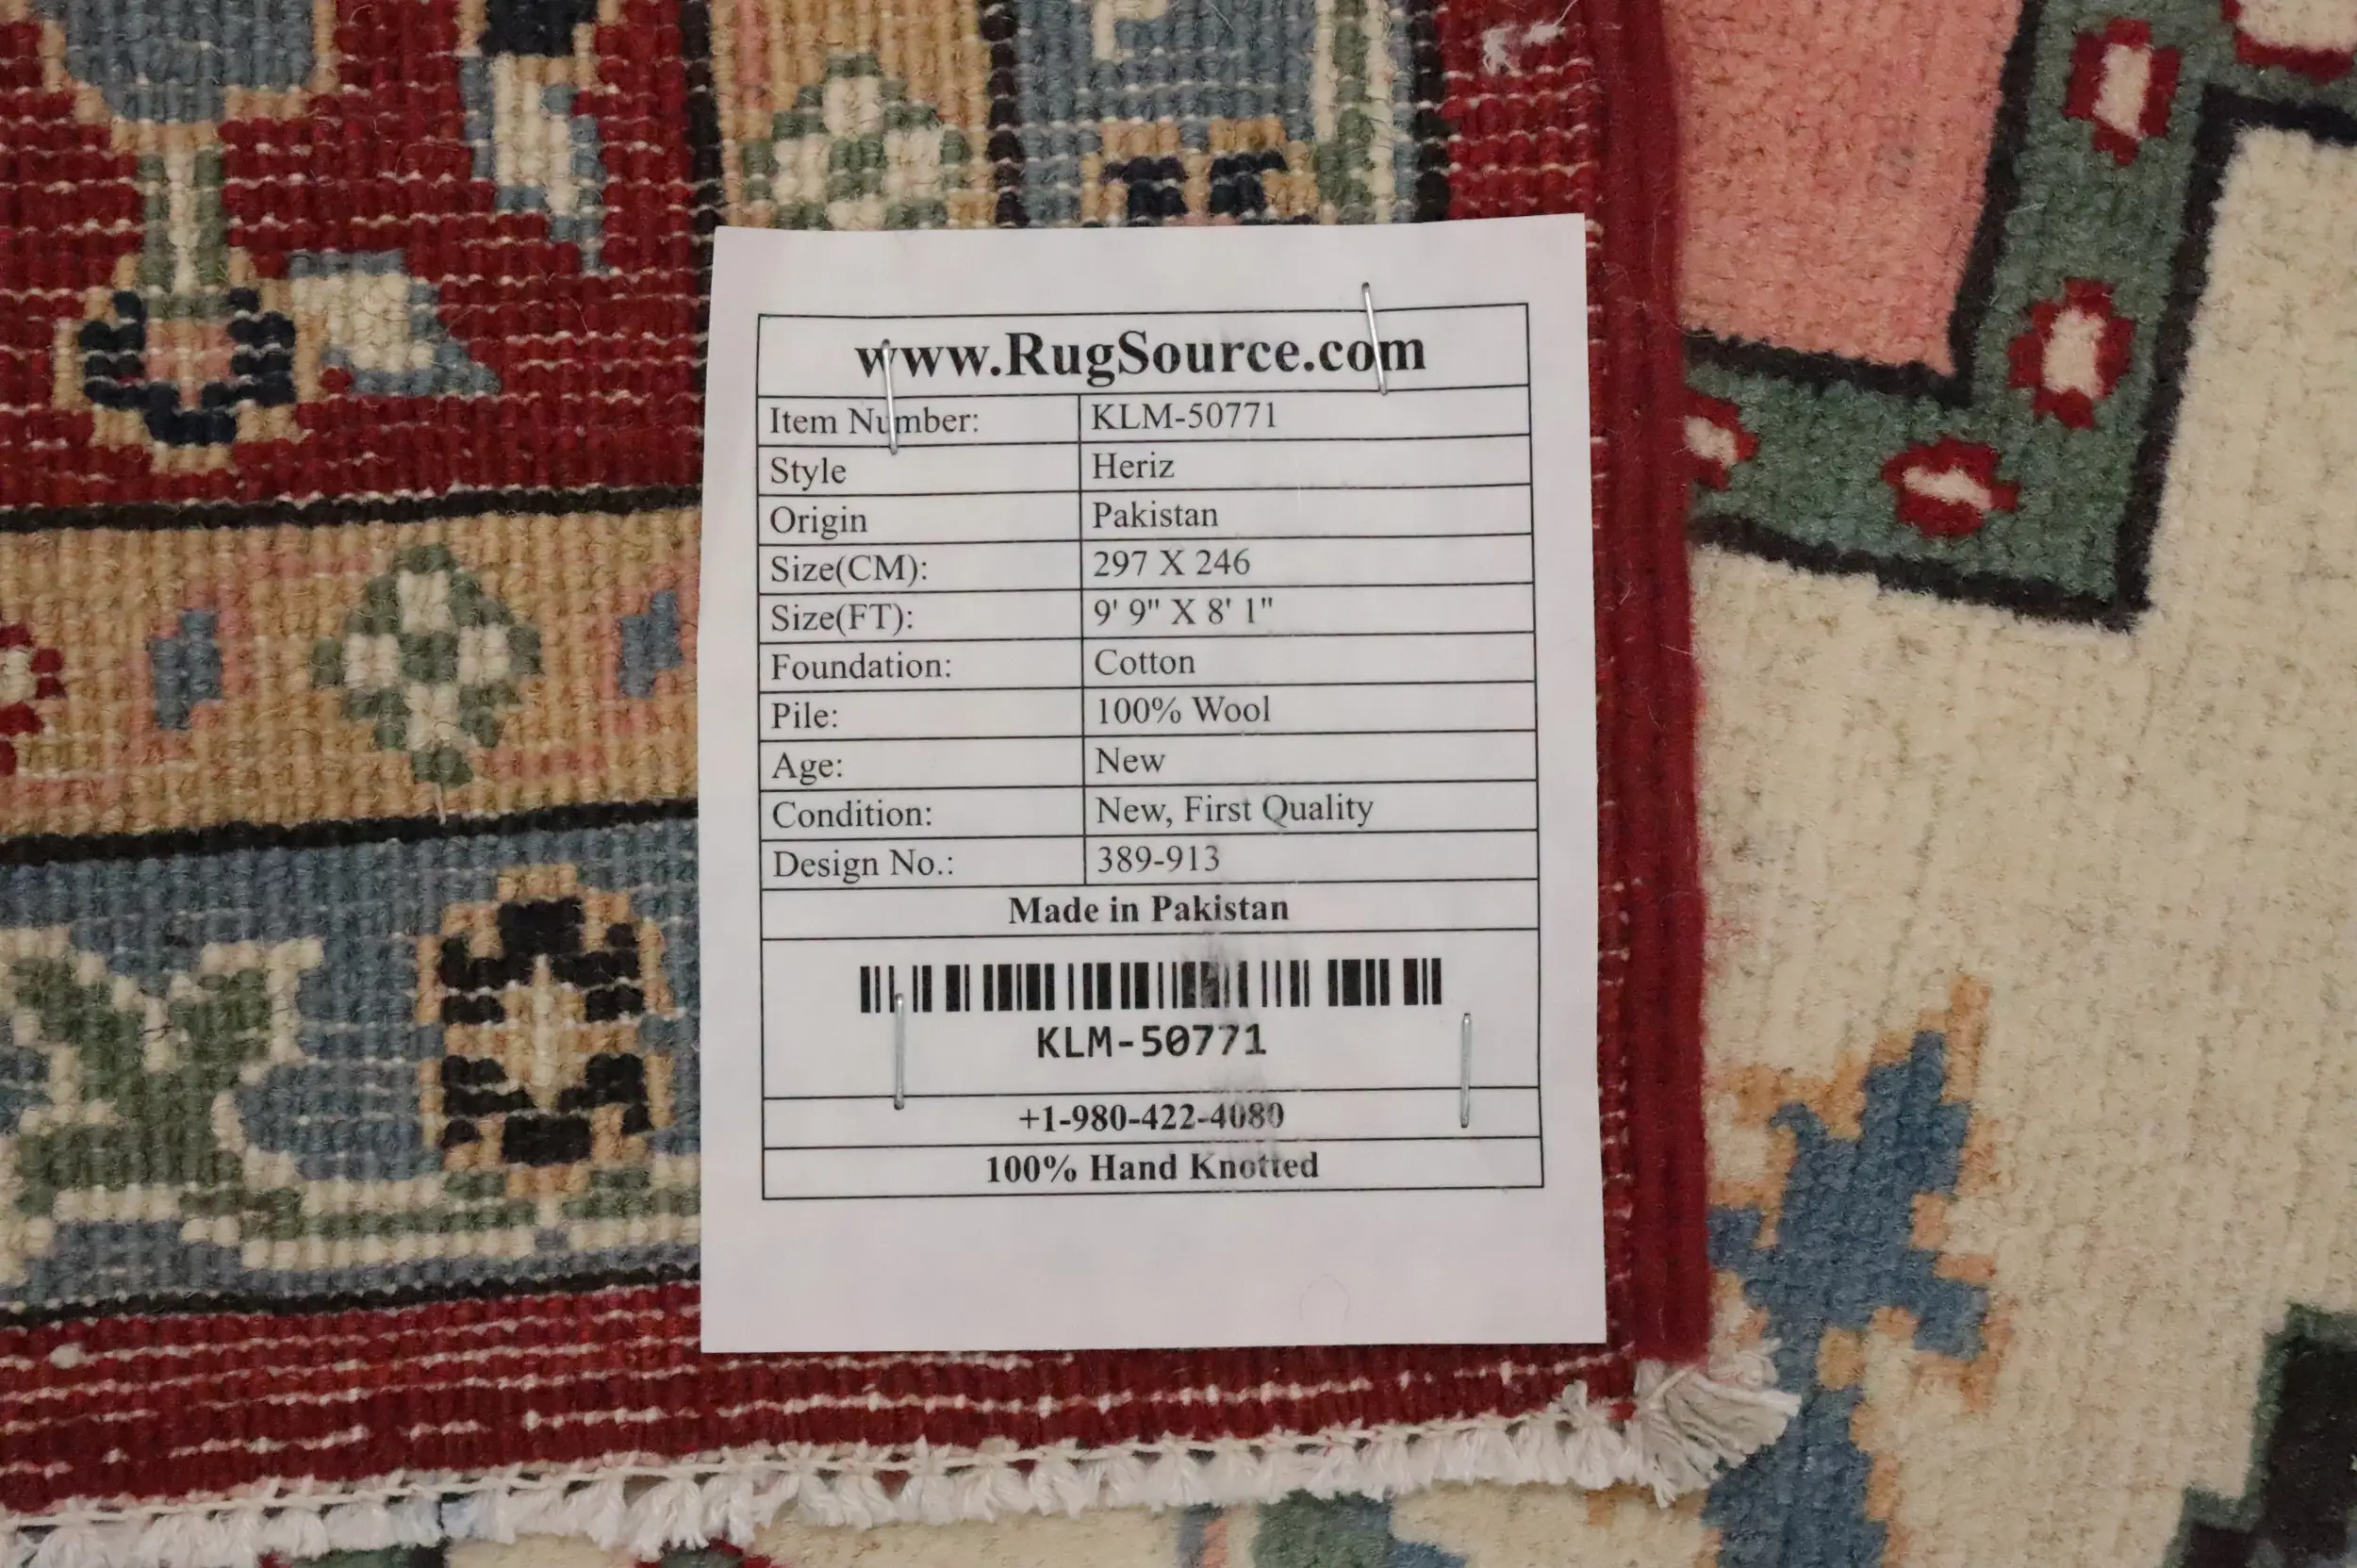 www.RugSource.com
Item Number: KLM-50771
Style Heriz
Origin Pakistan
Size(CM): 297 X 246
Size(FT): 9' 9" X 8' 1"
Foundation: Cotton
Pile: 100% Wool
Age: New
Condition: New, First Quality
Design No.: 389-913
Made in Pakistan
KLM-50771
+1-980-422-4080
100% Hand Knotted